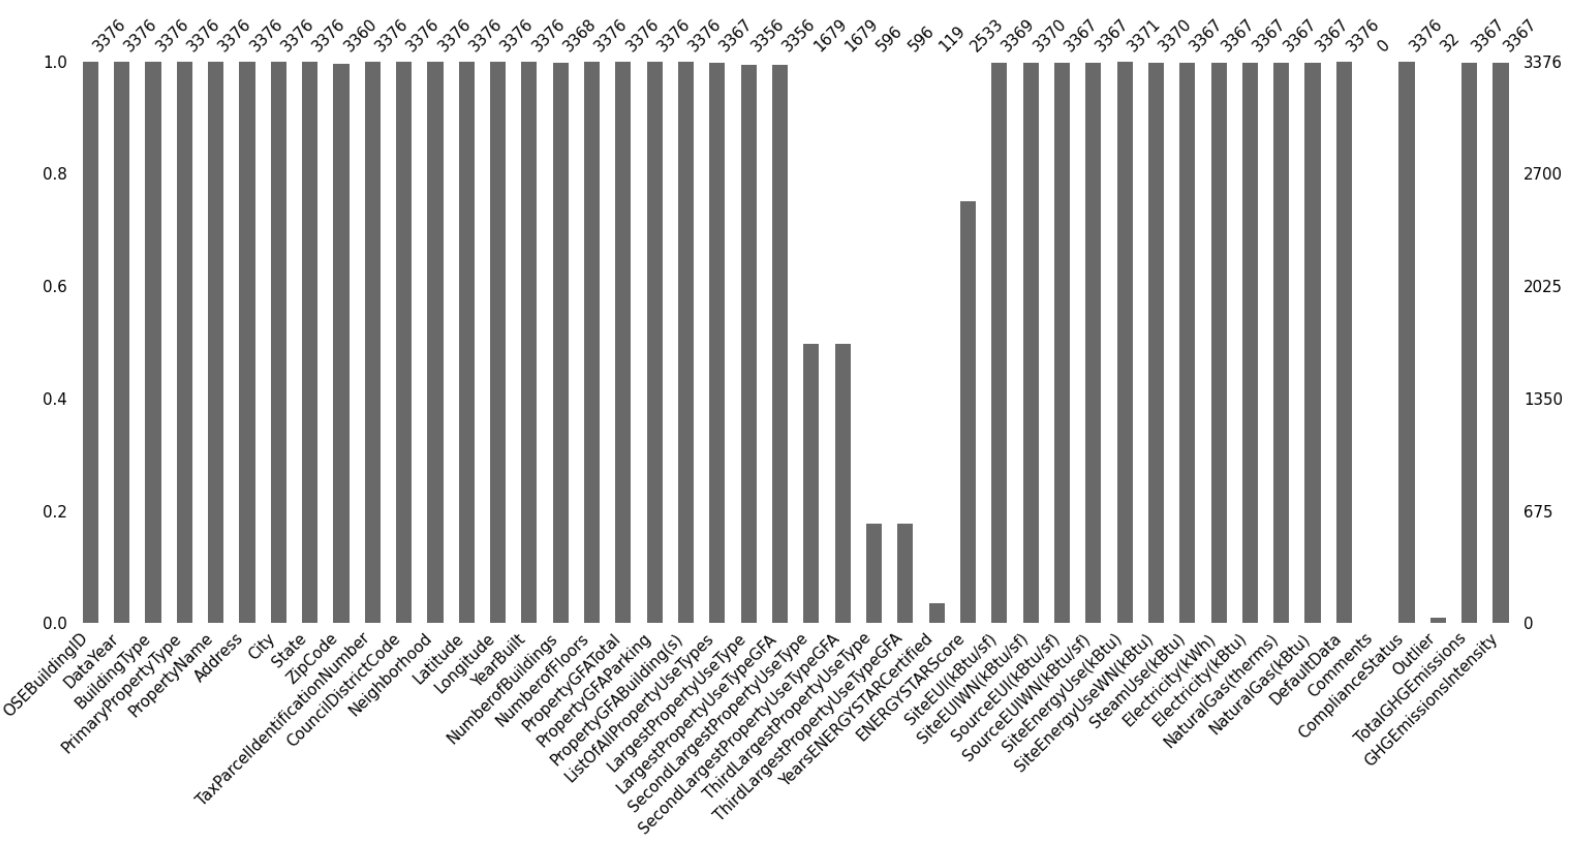 3376
3376
3376
3376
3376
3376
3376
3376
3360
3376
3376
3376
3376
3376
3376
3368
3376
3376
3376
3376
3367
3356
3356
1679
1679
596
596
119
2533
3369
3370
3367
3367
3371
3370
3367
3367
3367
3367
3367
3376
0
3376
32
3367
3367
1.0
0.8
0.6
0.4
0.2
0.0
3376
2700
2025
1350
675
0
OSEBuildingID
DataYear
BuildingType
PrimaryPropertyType
PropertyName
Address
City
State
ZipCode
TaxParcelIdentificationNumber
CouncilDistrictCode
Neighborhood
Latitude
Longitude
YearBuilt
NumberofBuildings
NumberofFloors
PropertyGFATotal
PropertyGFAParking
PropertyGFABuilding(s)
ListOfAllPropertyUseTypes
LargestPropertyUseType
LargestPropertyUseTypeGFA
SecondLargestPropertyUseType
SecondLargestPropertyUseTypeGFA
ThirdLargestPropertyUseType
ThirdLargestPropertyUseTypeGFA
YearsENERGYSTARCertified
ENERGYSTARScore
SiteEUI(kBtu/sf)
SiteEUIWN(kBtu/sf)
SourceEUI(kBtu/sf)
SourceEUIWN(kBtu/sf)
SiteEnergyUse(kBtu)
SiteEnergyUseWN(kBtu)
SteamUse(kBtu)
Electricity(kWh)
Electricity(kBtu)
NaturalGas(therms)
NaturalGas(kBtu)
DefaultData
Comments
ComplianceStatus
Outlier
TotalGHGEmissions
GHGEmissionsIntensity